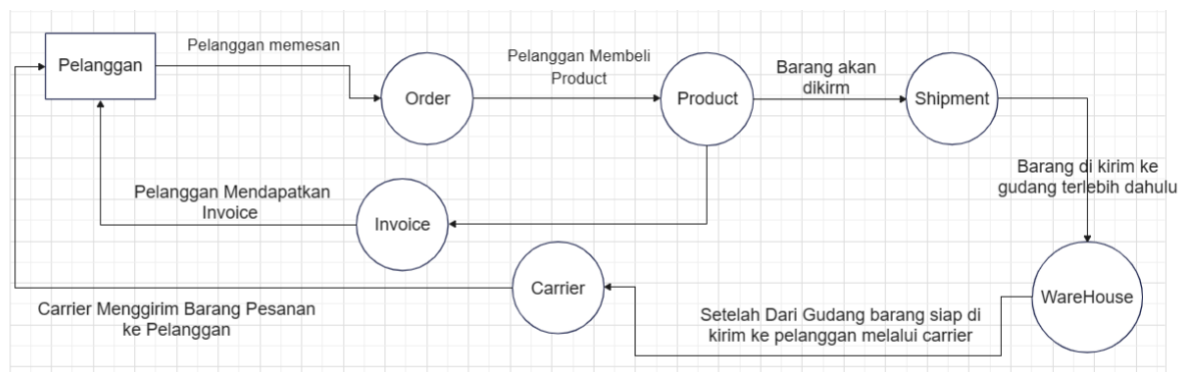 Pelanggan
Pelanggan memesan
Order
Pelanggan Membeli
Product
Product
Barang akan
dikirm
Shipment
Barang di kirim ke
gudang terlebih dahulu
Pelanggan Mendapatkan
Invoice
Invoice
Carrier
WareHouse
Carrier Menggirim Barang Pesanan
ke Pelanggan
Setelah Dari Gudang barang siap di
kirim ke pelanggan melalui carrier